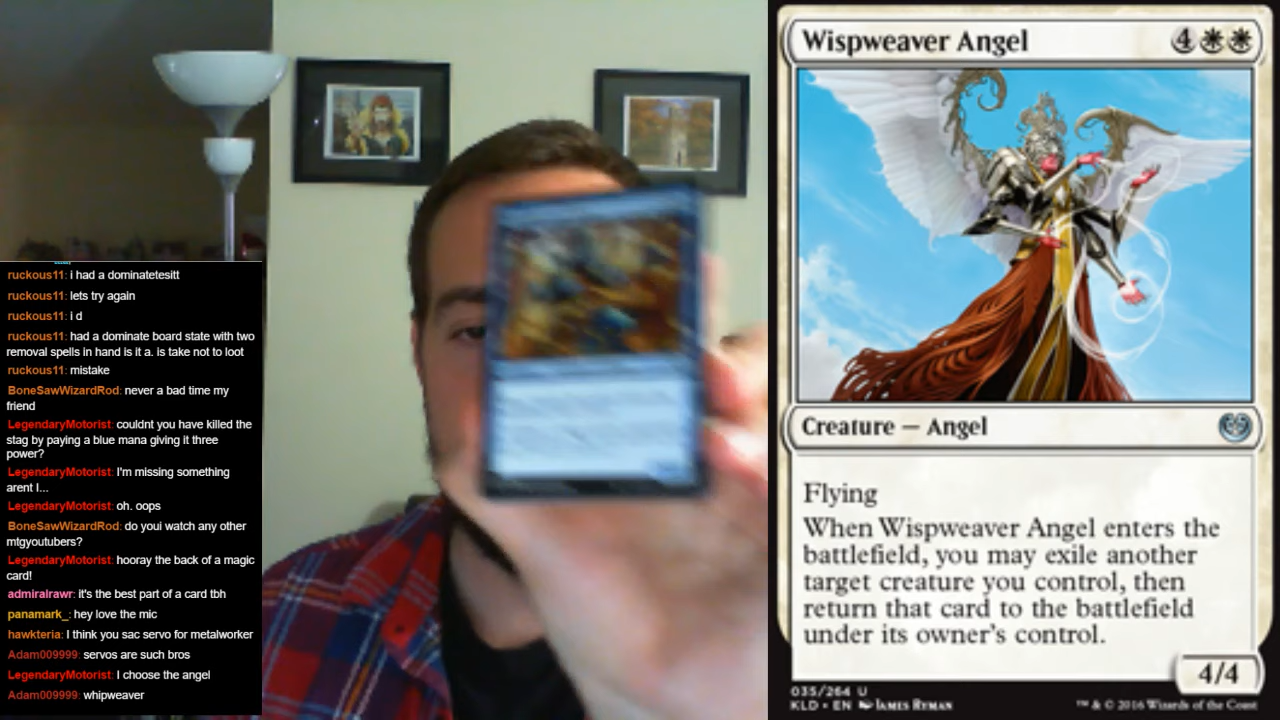 ruckous11: i had a dominatetesitt
ruckous11: lets try again
ruckous11: i d
ruckous11: had a dominate board state with two
removal spells in hand is it a. is take not to loot
ruckous11: mistake
BoneSawWizardRod: never a bad time my
friend
LegendaryMotorist: couldnt you have killed the
stag by paying a blue mana giving it three
power?
LegendaryMotorist: I'm missing something
arent I...
LegendaryMotorist: oh. oops
BoneSawWizardRod: do youi watch any other
mtgyoutubers?
LegendaryMotorist: hooray the back of a magic
card!
admiralrawr: it's the best part of a card tbh
panamark_: hey love the mic
hawkteria: I think you sac servo for metalworker
Adam009999: servos are such bros
LegendaryMotorist: I choose the angel
Adam009999: whipweaver
Wispweaver Angel 4
Creature — Angel
Flying
When Wispweaver Angel enters the
battlefield, you may exile another
target creature you control, then
return that card to the battlefield
under its owner's control.
4/4
035/264 U
KLD • EN James Ryman
™ & © 2016 Wizards of the Coast